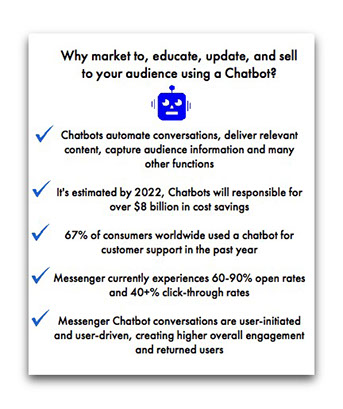 Why market to, educate, update, and sell
to your audience using a Chatbot?
Chatbots automate conversations, deliver relevant
content, capture audience information and many
other functions
It's estimated by 2022, Chatbots will responsible for
over $8 billion in cost savings
67% of consumers worldwide used a chatbot for
customer support in the past year
Messenger currently experiences 60-90% open rates
and 40+% click-through rates
Messenger Chatbot conversations are user-initiated
and user-driven, creating higher overall engagement
and returned users